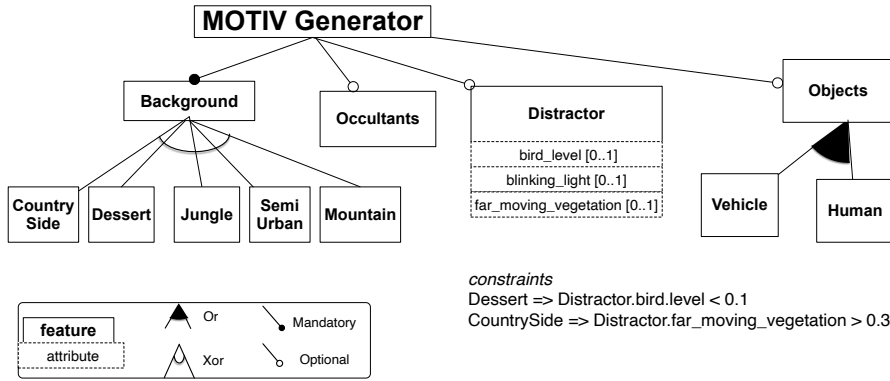 MOTIV Generator
Background
Occultants
Distractor
bird_level [0..1]
blinking_light [0..1]
far_moving_vegetation [0..1]
Objects
Country
Side
Dessert
Jungle
Semi
Urban
Mountain
Vehicle
Human
constraints
Dessert => Distractor.bird.level < 0.1
CountrySide => Distractor.far_moving_vegetation > 0.3
feature
attribute
Or
Mandatory
Xor
Optional